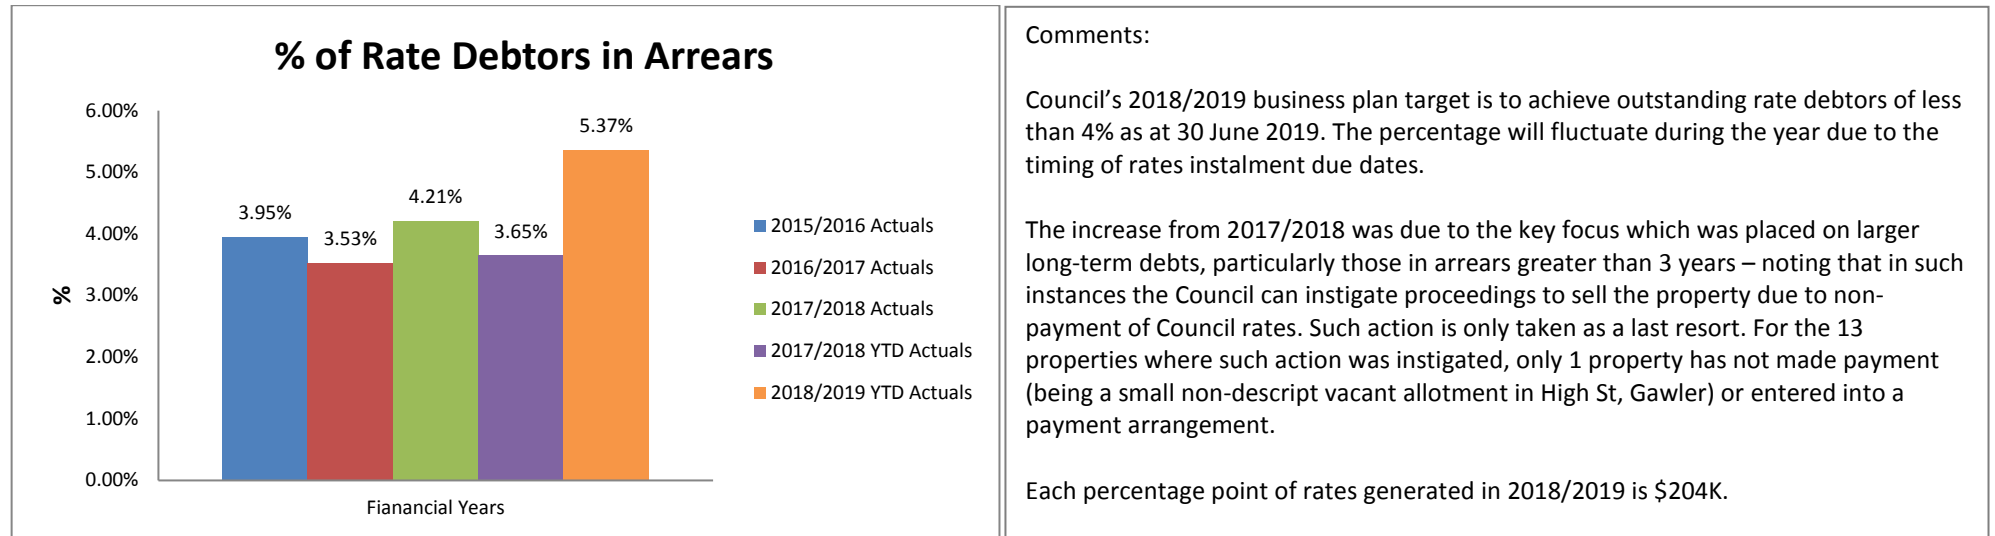 % of Rate Debtors in Arrears
6.00%
5.00%
4.00%
3.00%
2.00%
1.00%
0.00%
%
3.95%
3.53%
4.21%
3.65%
5.37%
Fianancial Years
2015/2016 Actuals
2016/2017 Actuals
2017/2018 Actuals
2017/2018 YTD Actuals
2018/2019 YTD Actuals
Comments:
Council’s 2018/2019 business plan target is to achieve outstanding rate debtors of less
than 4% as at 30 June 2019. The percentage will fluctuate during the year due to the
timing of rates instalment due dates.
The increase from 2017/2018 was due to the key focus which was placed on larger
long-term debts, particularly those in arrears greater than 3 years – noting that in such
instances the Council can instigate proceedings to sell the property due to non-
payment of Council rates. Such action is only taken as a last resort. For the 13
properties where such action was instigated, only 1 property has not made payment
(being a small non-descript vacant allotment in High St, Gawler) or entered into a
payment arrangement.
Each percentage point of rates generated in 2018/2019 is $204K.